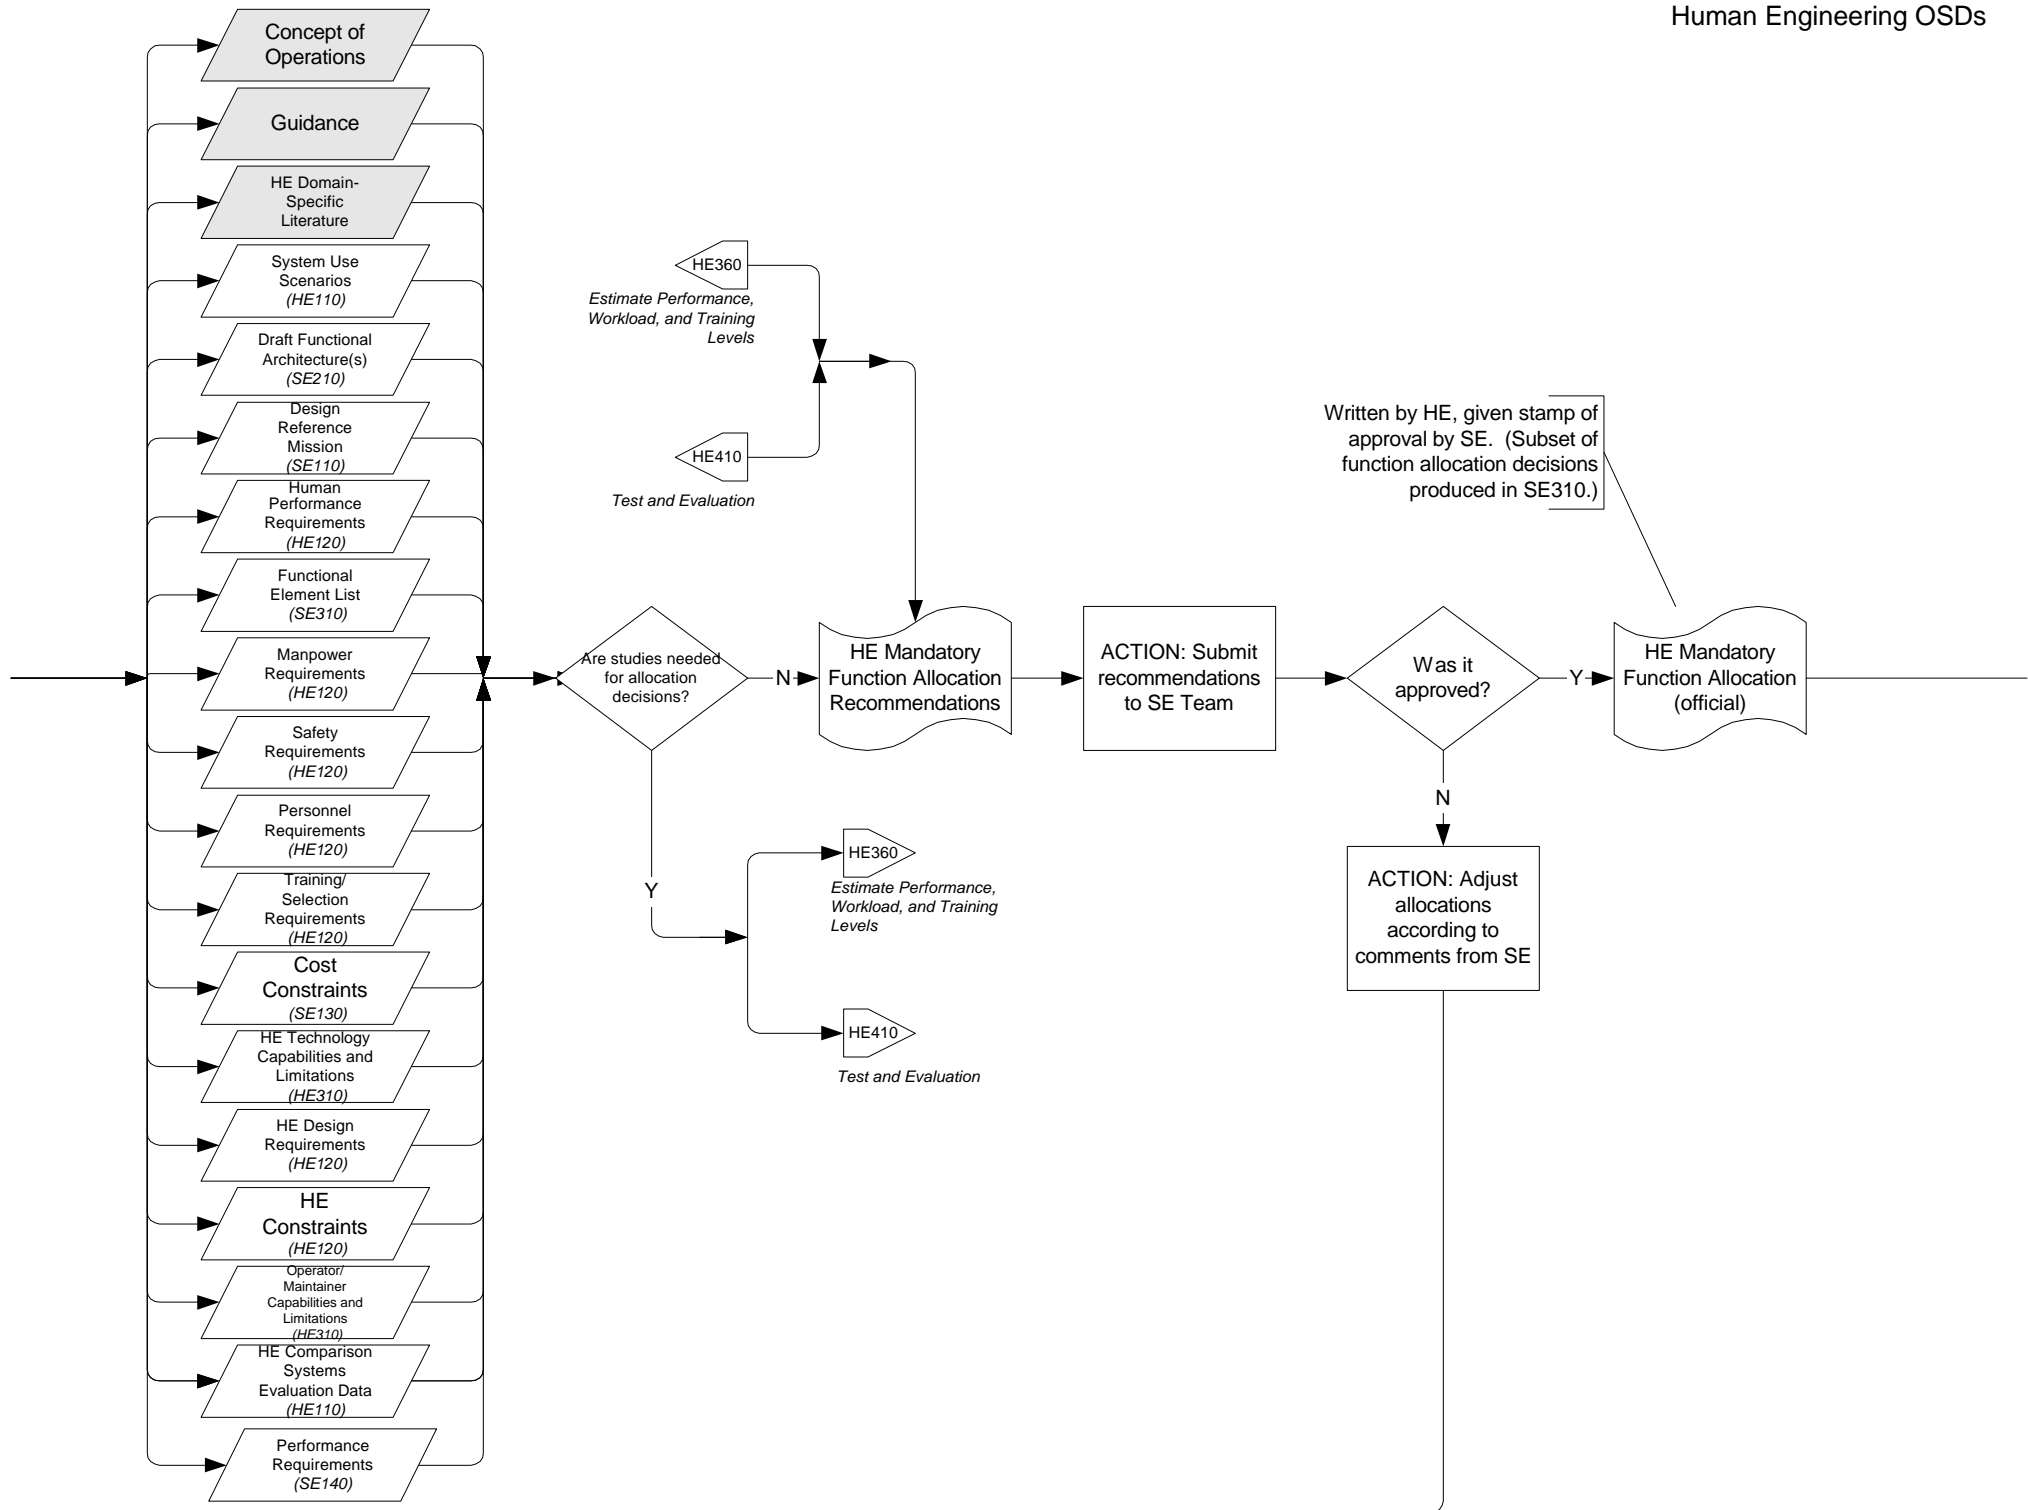 Human Engineering OSDs
Concept of
Operations
Guidance
HE Domain-
Specific
Literature
System Use
Scenarios
(HE110)
Draft Functional
Architecture(s)
(SE210)
Design
Reference
Mission
(SE110)
Human
Performance
Requirements
(HE120)
Functional
Element List
(SE310)
Manpower
Requirements
(HE120)
Safety
Requirements
(HE120)
Personnel
Requirements
(HE120)
Training/
Selection
Requirements
(HE120)
Cost
Constraints
(SE130)
HE Technology
Capabilities and
Limitations
(HE310)
HE Design
Requirements
(HE120)
HE
Constraints
(HE120)
Operator/
Maintainer
Capabilities and
Limitations
(HE310)
HE Comparison
Systems
Evaluation Data
(HE110)
Performance
Requirements
(SE140)
HE360
Estimate Performance,
Workload, and Training
Levels
HE410
Test and Evaluation
Are studies needed
for allocation
decisions?
N
Y
HE360
Estimate Performance,
Workload, and Training
Levels
HE410
Test and Evaluation
HE Mandatory
Function Allocation
Recommendations
ACTION: Submit
recommendations
to SE Team
Was it
approved?
Y
N
ACTION: Adjust
allocations
according to
comments from SE
Written by HE, given stamp of
approval by SE.  (Subset of
function allocation decisions
produced in SE310.)
HE Mandatory
Function Allocation
(official)